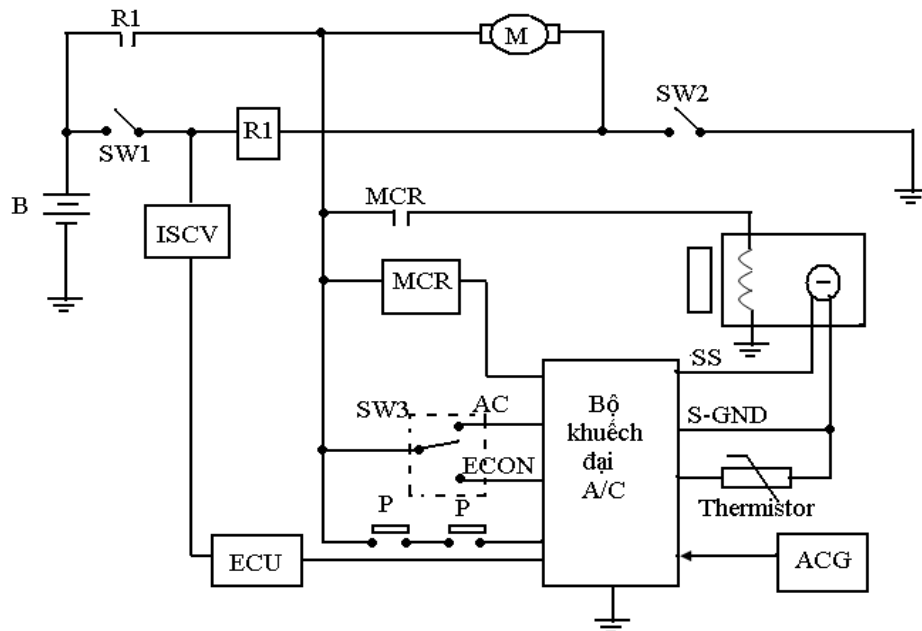 R1
M
SW2
SW1
R1
B
ISCV
MCR
MCR
SS
SW3
AC
Bộ
khuếch
đại
A/C
S-GND
ECON
P
P
Thermistor
ECU
ACG